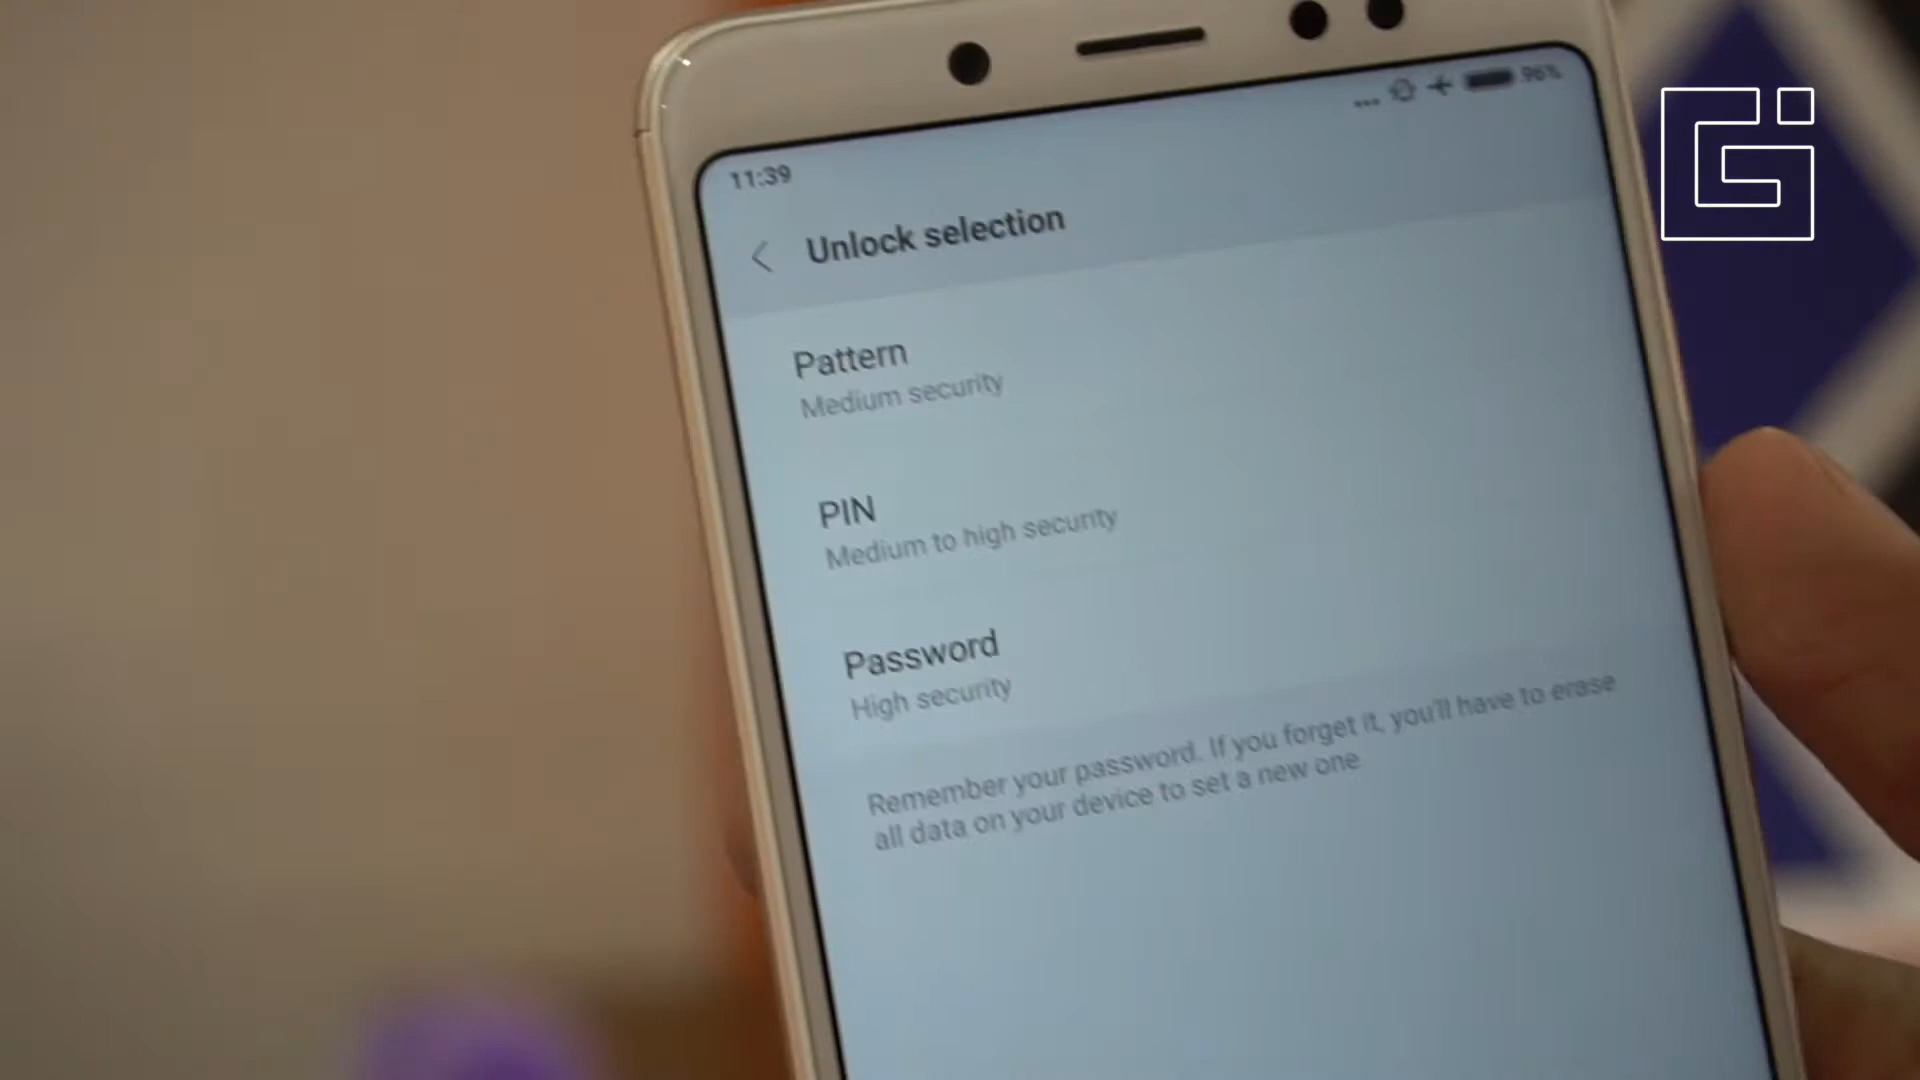 11:39
... 96%
Unlock selection
Pattern
Medium security
PIN
Medium to high security
Password
High security
Remember your password. If you forget it, you'll have to erase
all data on your device to set a new one